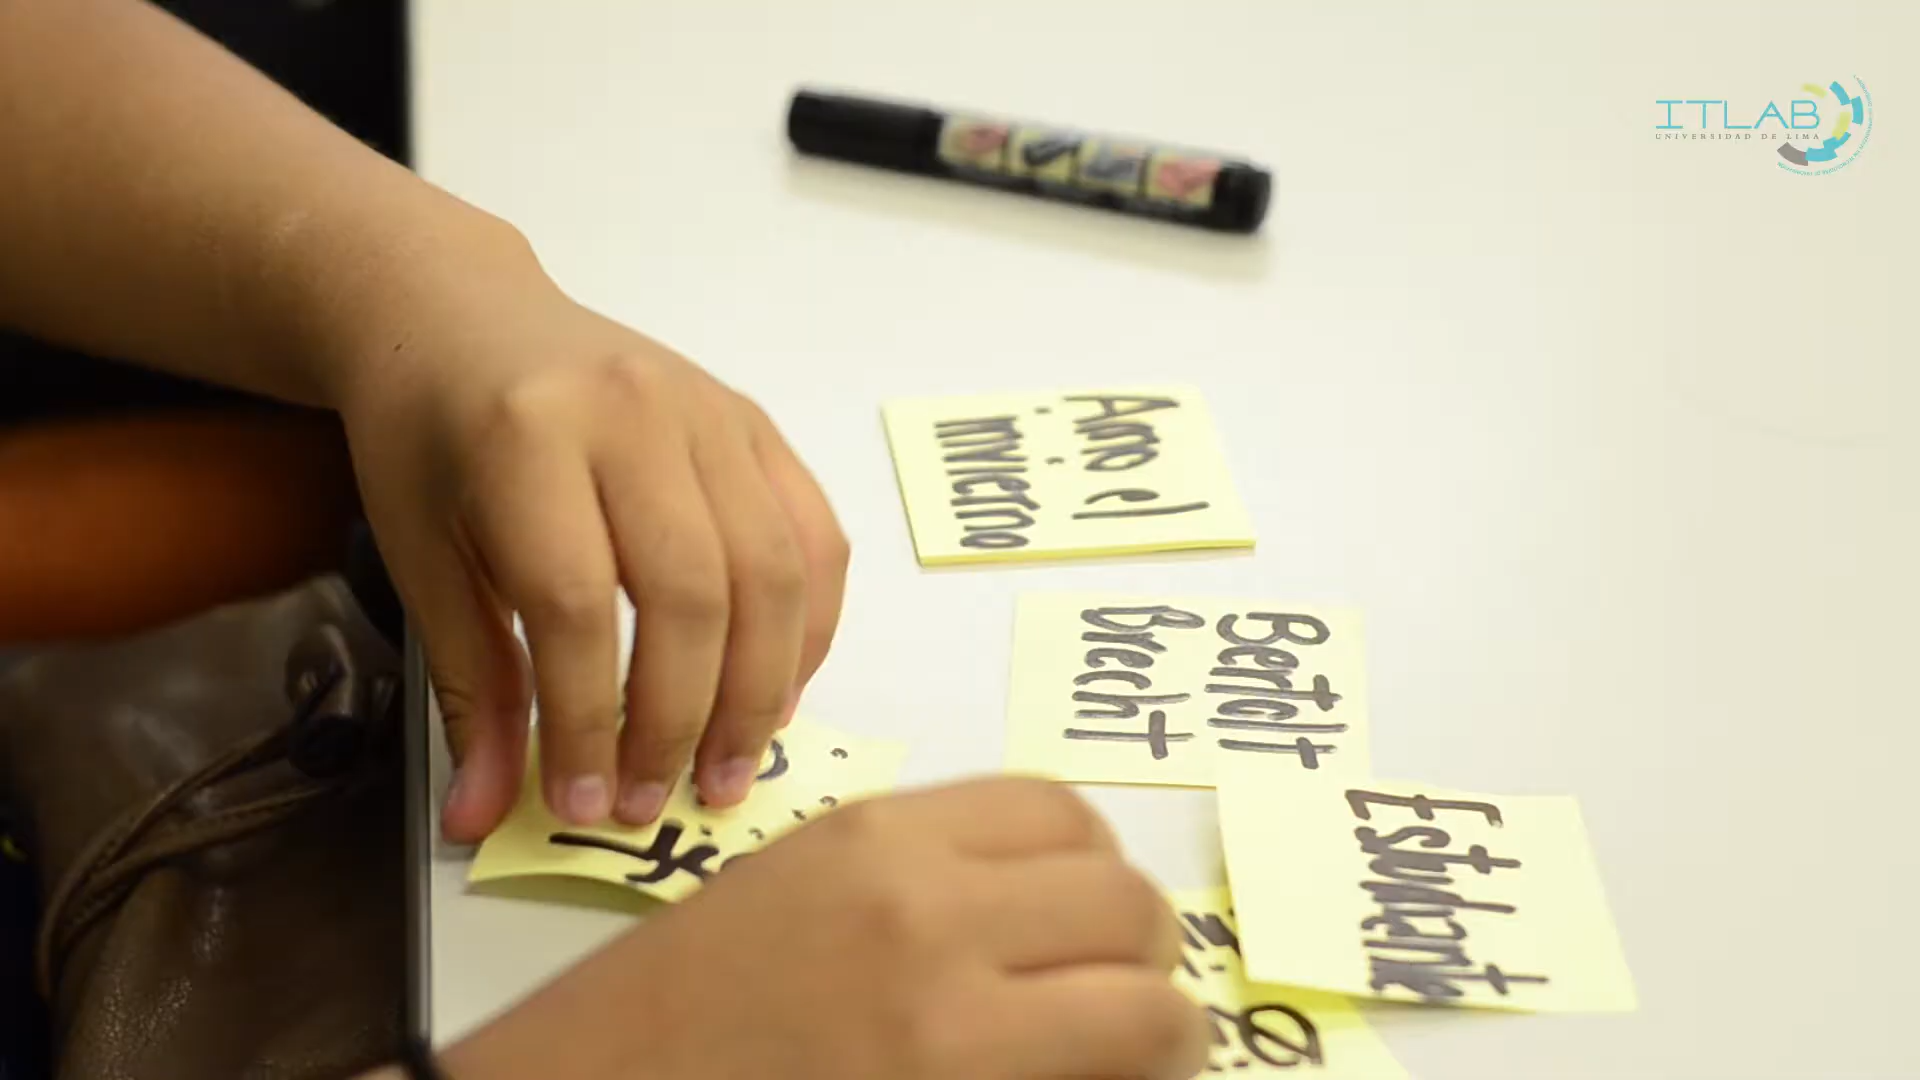 ITLAB
UNIVERSIDAD DE LIMA
Amo el
invierno
Bertolt
Brecht
Estudiante